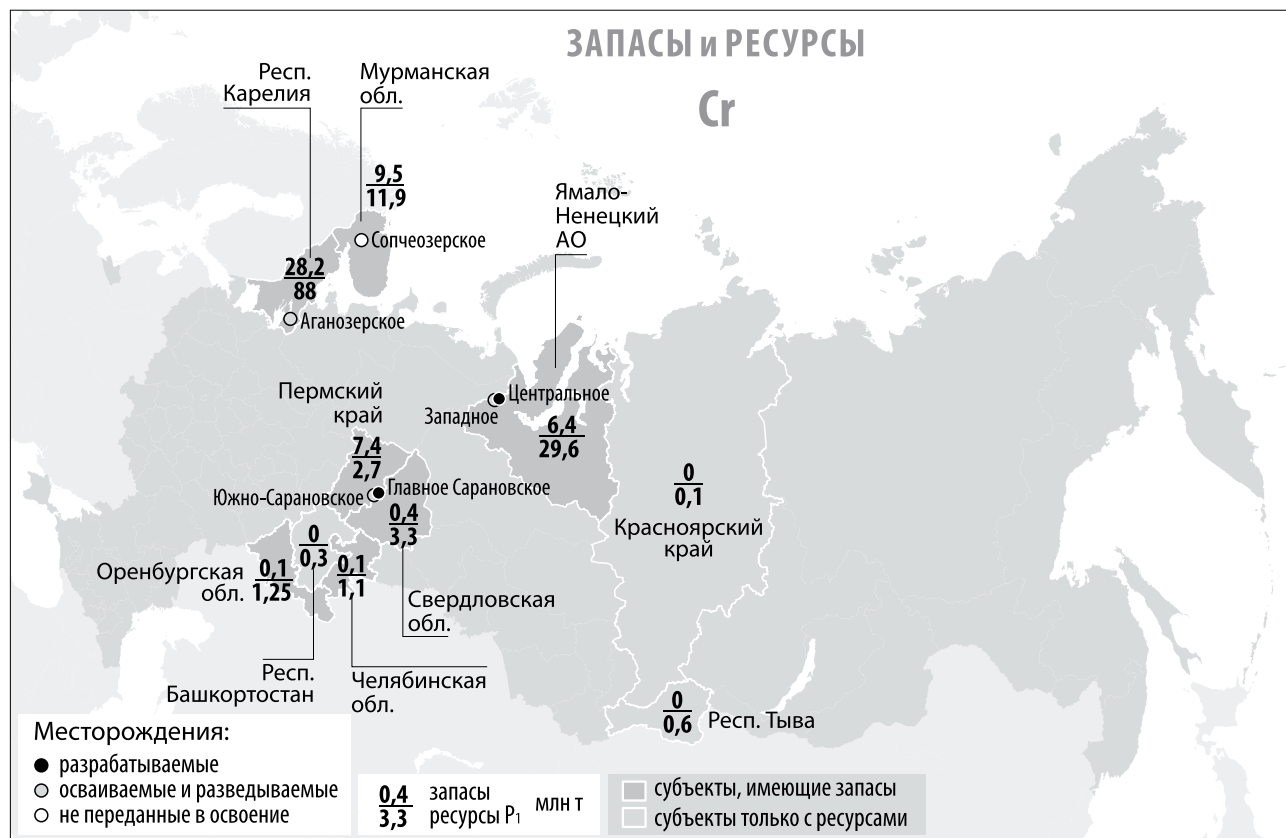 ЗАПАСЫ и РЕСУРСЫ
Cr
Респ.
Карелия
Мурманская
обл.
9,5
11,9
Ямало-
Ненецкий
АО
Сопчеозерское
28,2
88
Аганозерское
Пермский
край
Центральное
Западное
6,4
29,6
7,4
2,7
Южно-Сарановское
Главное Сарановское
0,4
3,3
0
0,1
Красноярский
край
0
0,3
0,1
1,1
Оренбургская
обл.
0,1
1,25
Свердловская
обл.
Респ.
Башкортостан
Челябинская
обл.
0
0,6
Респ. Тыва
Месторождения:
разрабатываемые
осваиваемые и разведываемые
не переданные в освоение
0,4
3,3
запасы
ресурсы P₁
млн т
субъекты, имеющие запасы
субъекты только с ресурсами